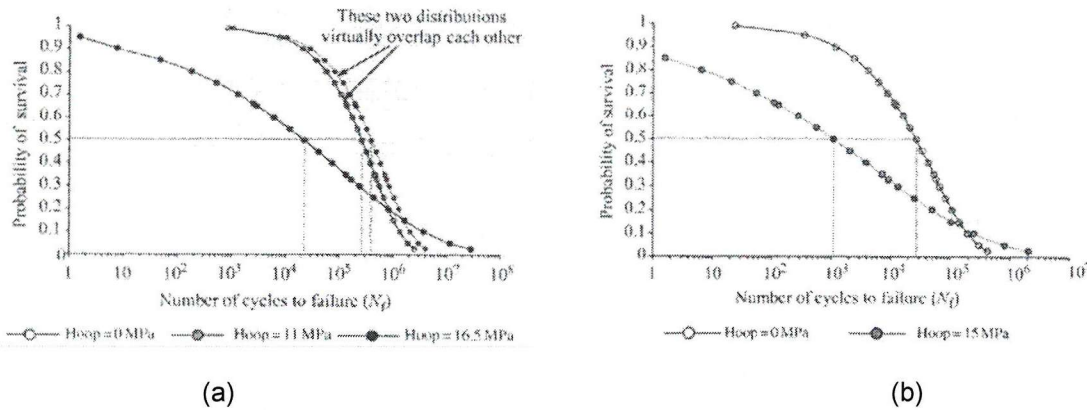 These two distributions
virtually overlap each other
Probability of survival
1
0.9
0.8
0.7
0.6
0.5
0.4
0.3
0.2
0.1
0
1 10 10² 10³ 10⁴ 10⁵ 10⁶ 10⁷ 10⁸
Number of cycles to failure (Nf)
Hoop = 0 MPa Hoop = 11 MPa Hoop = 16.5 MPa
(a)
Probability of survival
1
0.9
0.8
0.7
0.6
0.5
0.4
0.3
0.2
0.1
0
1 10 10² 10³ 10⁴ 10⁵ 10⁶ 10⁷
Number of cycles to failure (Nf)
Hoop = 0 MPa Hoop = 15 MPa
(b)